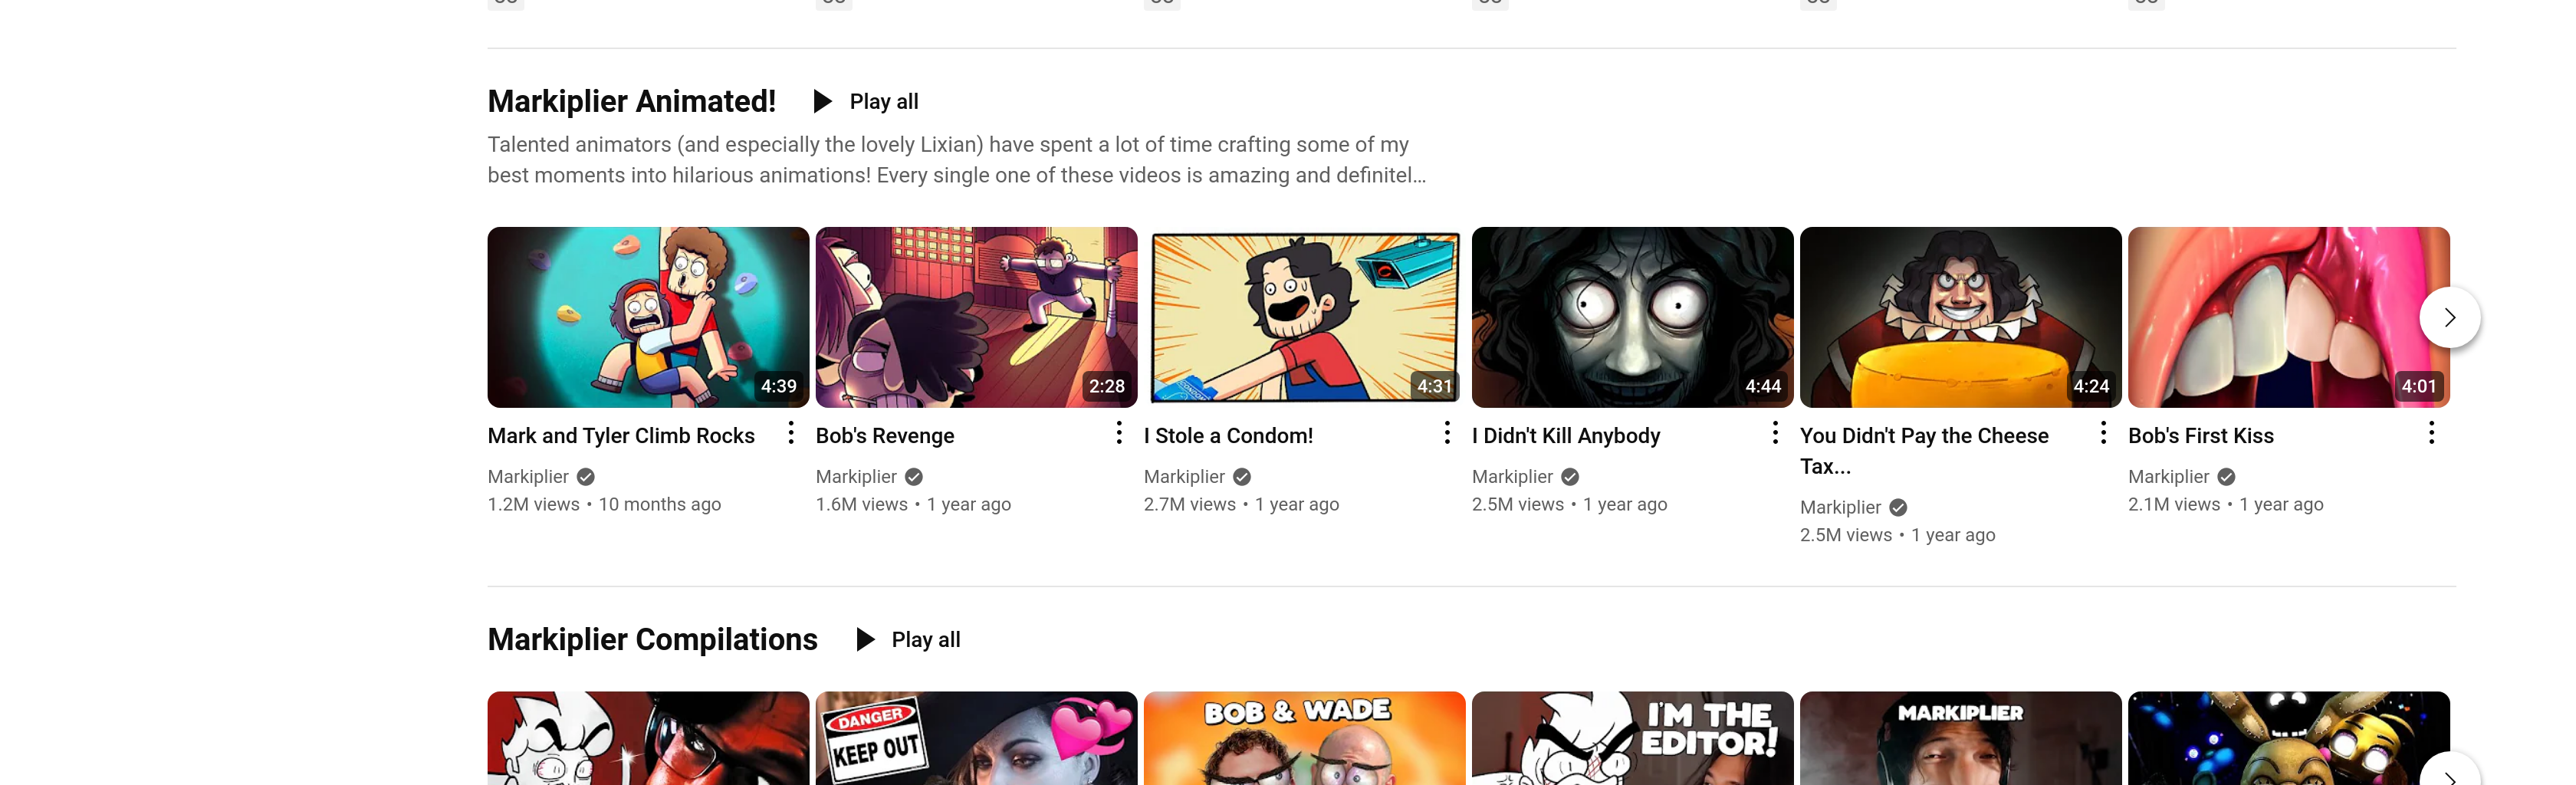 Markiplier Animated!
Play all
Talented animators (and especially the lovely Lixian) have spent a lot of time crafting some of my
best moments into hilarious animations! Every single one of these videos is amazing and definitel...
4:39
2:28
CONDOM
4:31
4:44
4:24
4:01
Mark and Tyler Climb Rocks
Markiplier
1.2M views • 10 months ago
Bob's Revenge
Markiplier
1.6M views • 1 year ago
I Stole a Condom!
Markiplier
2.7M views • 1 year ago
I Didn't Kill Anybody
Markiplier
2.5M views • 1 year ago
You Didn't Pay the Cheese
Tax...
Markiplier
2.5M views • 1 year ago
Bob's First Kiss
Markiplier
2.1M views • 1 year ago
Markiplier Compilations
Play all
DANGER
KEEP OUT
BOB & WADE
I'M THE
EDITOR!
MARKIPLIER